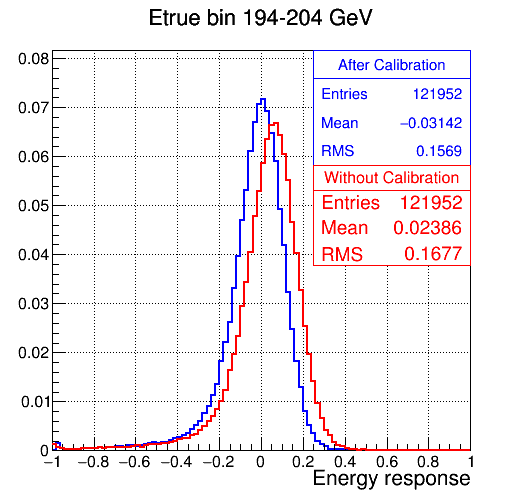 Etrue bin 194-204 GeV
After Calibration
Entries 121952
Mean −0.03142
RMS 0.1569
Without Calibration
Entries 121952
Mean 0.02386
RMS 0.1677
0.08
0.07
0.06
0.05
0.04
0.03
0.02
0.01
0
−1 −0.8 −0.6 −0.4 −0.2 0 0.2 0.4 0.6 0.8 1
Energy response